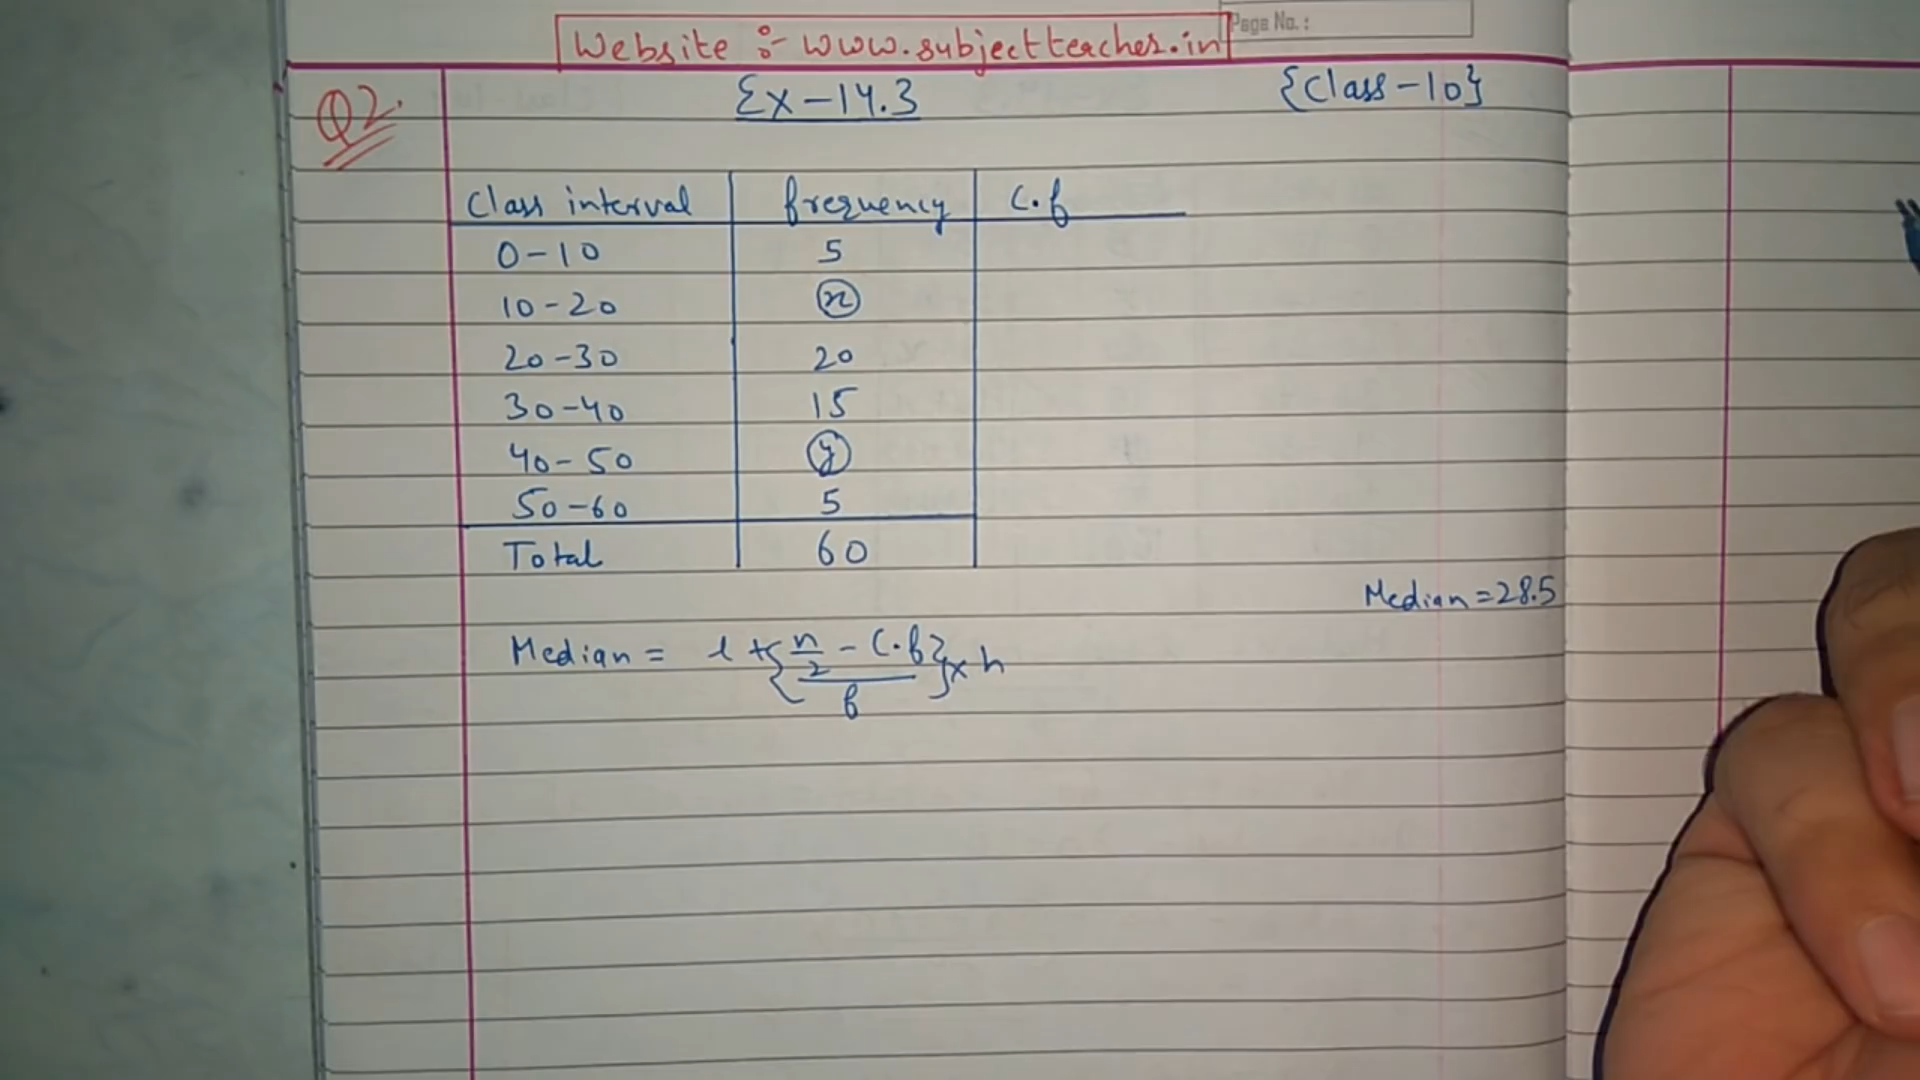 Page No.:
Website :- www.subjectteacher.in
Q2. Ex-14.3 {Class-10}
Class interval frequency C.f
0-10 5
10-20 x
20-30 20
30-40 15
40-50 y
50-60 5
Total 60
Median = 28.5
Median = l + { n/2 - C.f / f } × h